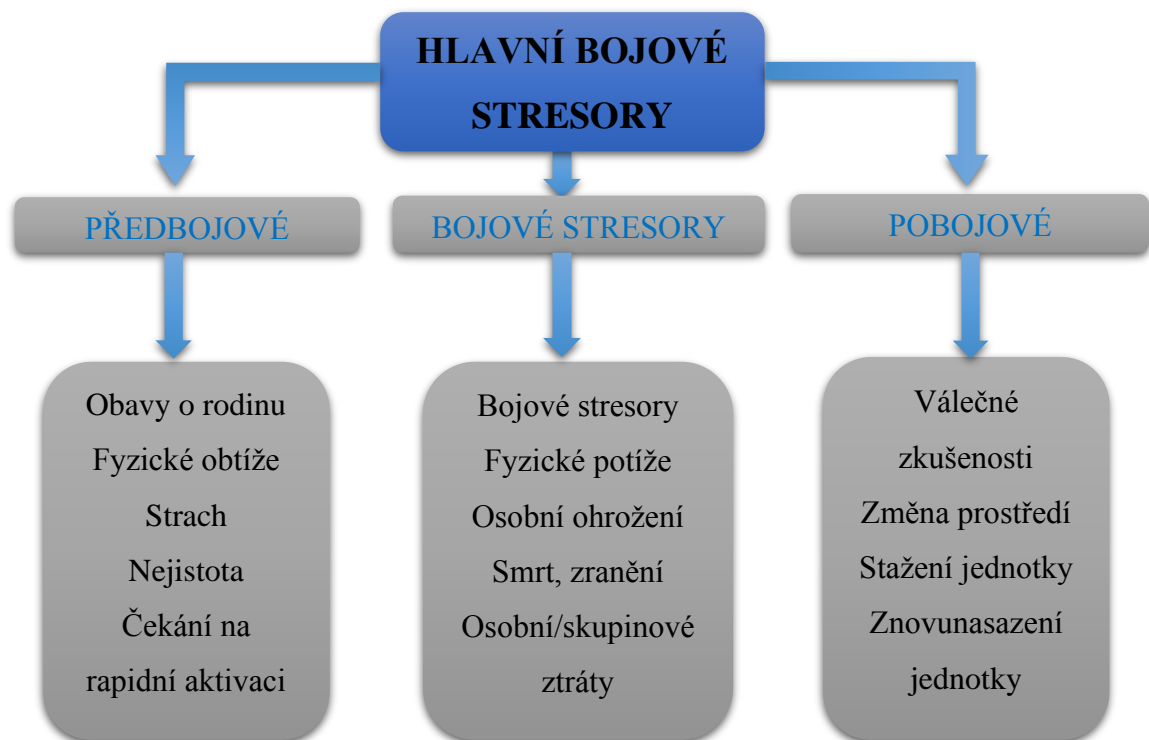 HLAVNÍ BOJOVÉ
STRESORY
PŘEDBOJOVÉ
BOJOVÉ STRESORY
POBOJOVÉ
Obavy o rodinu
Fyzické obtíže
Strach
Nejistota
Čekání na
rapidní aktivaci
Bojové stresory
Fyzické potíže
Osobní ohrožení
Smrt, zranění
Osobní/skupinové
ztráty
Válečné
zkušenosti
Změna prostředí
Stažení jednotky
Znovunasazení
jednotky